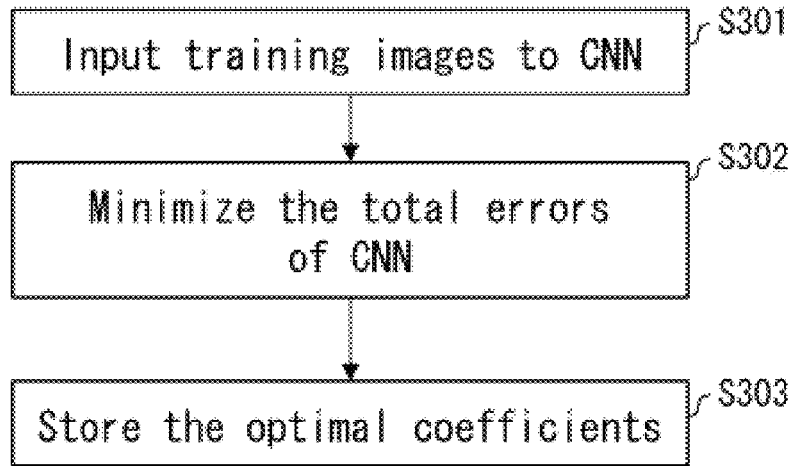 S301
Input training images to CNN
S302
Minimize the total errors
of CNN
S303
Store the optimal coefficients